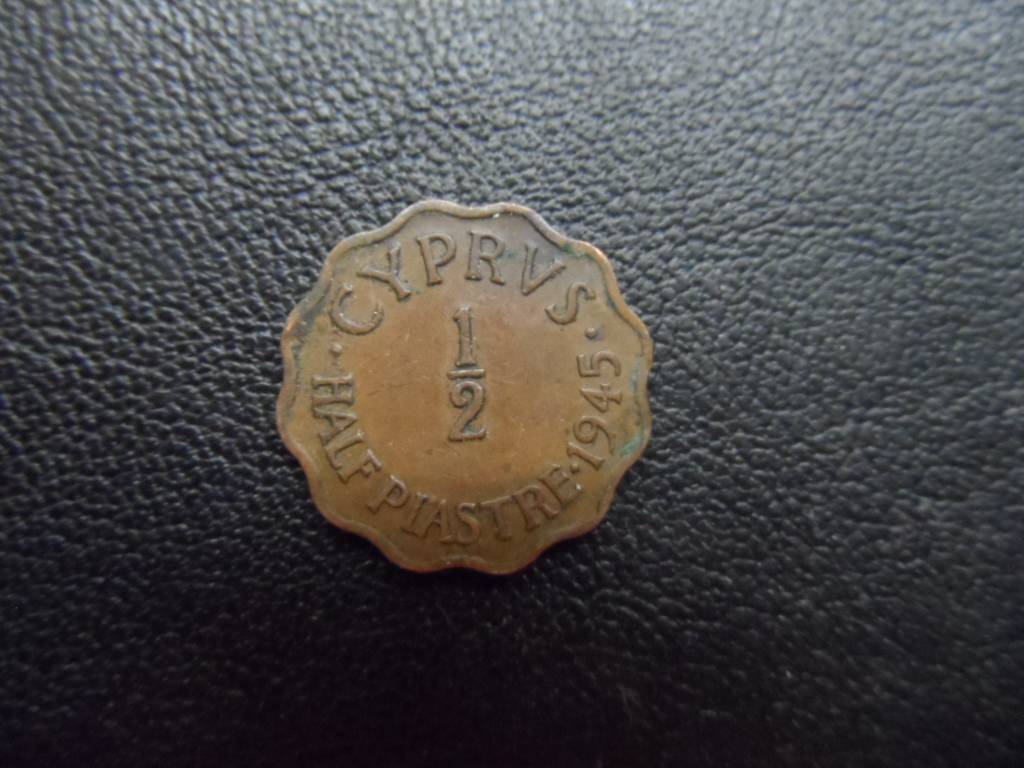 CYPRVS
1
2
HALF PIASTRE · 1945